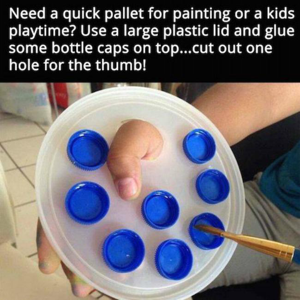 Need a quick pallet for painting or a kids
playtime? Use a large plastic lid and glue
some bottle caps on top...cut out one
hole for the thumb!